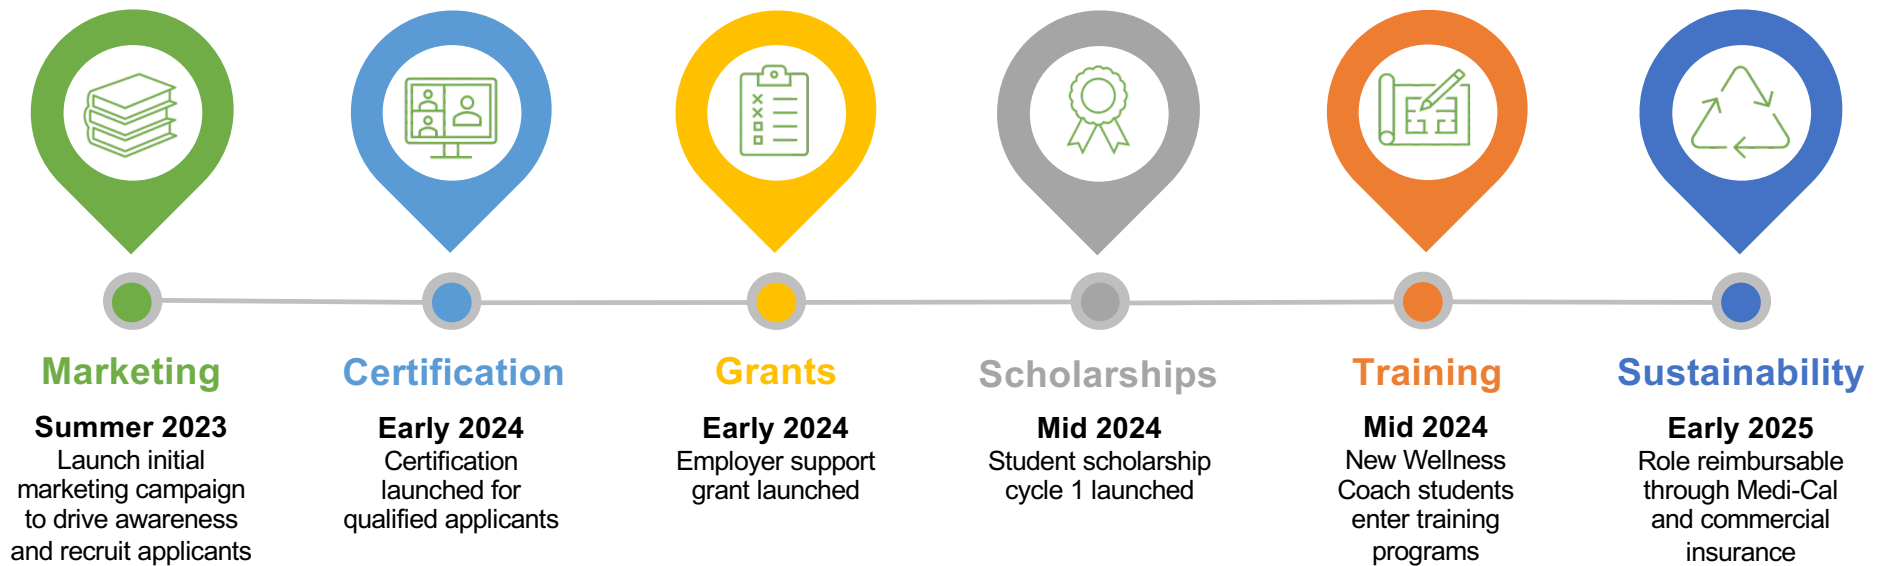 Marketing
Summer 2023
Launch initial
marketing campaign
to drive awareness
and recruit applicants
Certification
Early 2024
Certification
launched for
qualified applicants
Grants
Early 2024
Employer support
grant launched
Scholarships
Mid 2024
Student scholarship
cycle 1 launched
Training
Mid 2024
New Wellness
Coach students
enter training
programs
Sustainability
Early 2025
Role reimbursable
through Medi-Cal
and commercial
insurance